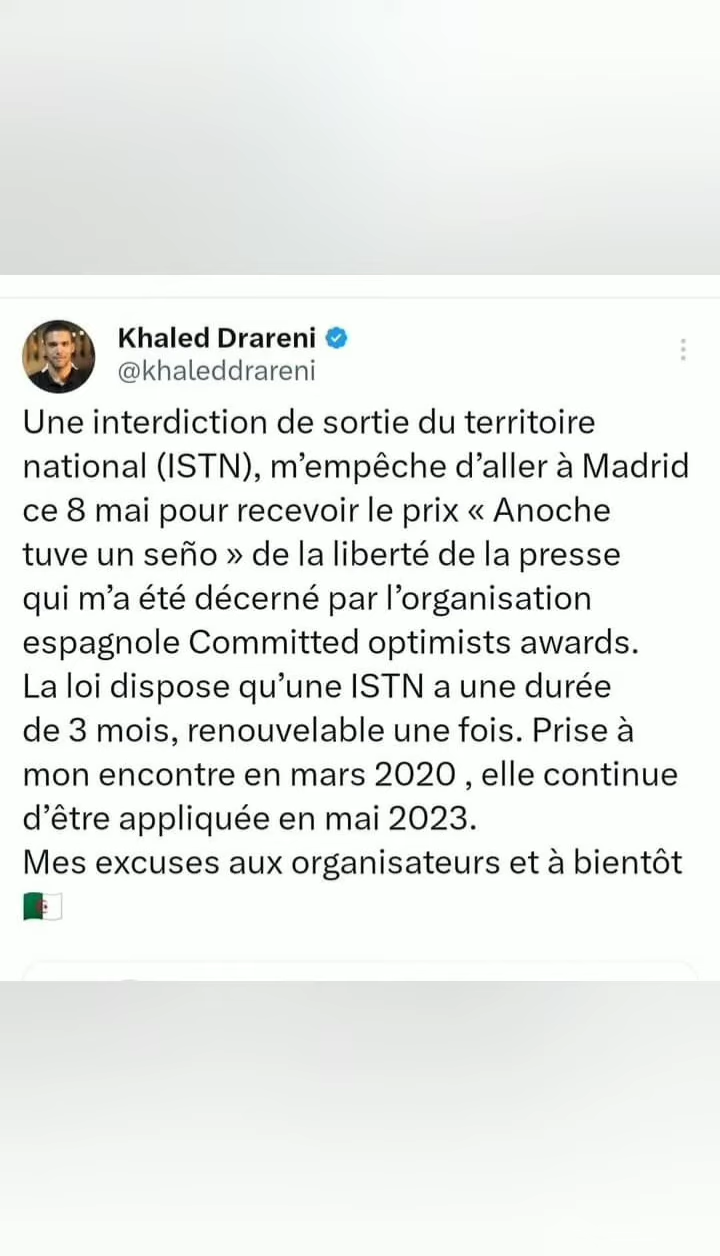 Khaled Drareni
@khaleddrareni
Une interdiction de sortie du territoire
national (ISTN), m’empêche d’aller à Madrid
ce 8 mai pour recevoir le prix « Anoche
tuve un seño » de la liberté de la presse
qui m’a été décerné par l’organisation
espagnole Committed optimists awards.
La loi dispose qu’une ISTN a une durée
de 3 mois, renouvelable une fois. Prise à
mon encontre en mars 2020 , elle continue
d’être appliquée en mai 2023.
Mes excuses aux organisateurs et à bientôt
🇩🇿